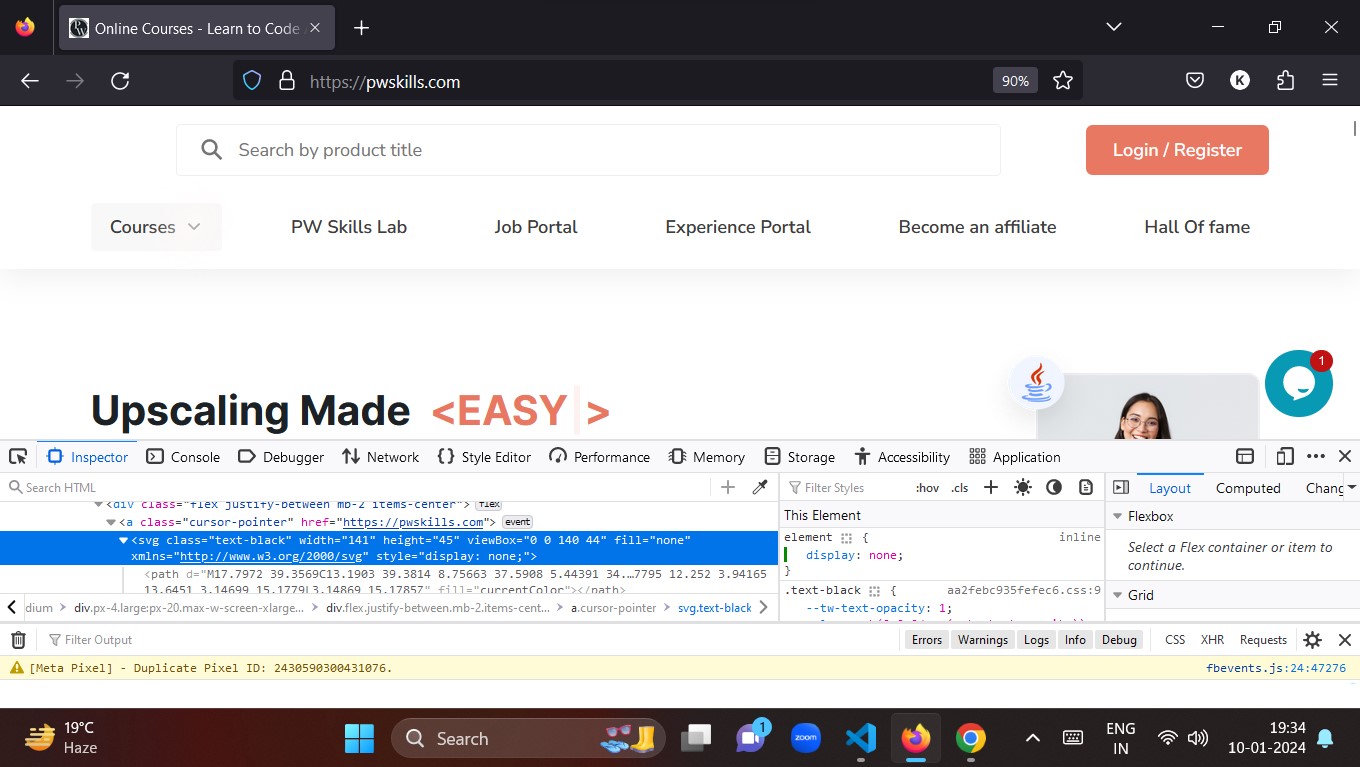 Online Courses - Learn to Code A
https://pwskills.com
90%
K
Search by product title
Login / Register
Courses
PW Skills Lab
Job Portal
Experience Portal
Become an affiliate
Hall Of fame
1
Upscaling Made <EASY >
Inspector
Console
Debugger
Network
Style Editor
Performance
Memory
Storage
Accessibility
Application
Search HTML
Filter Styles
:hov
.cls
Layout
Computed
Chang
<div class="flex justify-between mb-2 items-center"> flex
<a class="cursor-pointer" href="https://pwskills.com"> event
<svg class="text-black" width="141" height="45" viewBox="0 0 140 44" fill="none"
xmlns="http://www.w3.org/2000/svg" style="display: none;">
<path d="M17.7972 39.3569C13.1903 39.3814 8.75663 37.5908 5.44391 34.…7795 12.252 3.94165
13.6451 3.14699 15.1779L3.14869 15.1785Z" fill="currentColor"></path>
This Element
element {
inline
display: none;
}
.text-black {
aa2febc935fefec6.css:9
--tw-text-opacity: 1;
Flexbox
Select a Flex container or item to
continue.
Grid
dium
div.px-4.large:px-20.max-w-screen-xlarge...
div.flex.justify-between.mb-2.items-cent...
a.cursor-pointer
svg.text-black
Filter Output
Errors
Warnings
Logs
Info
Debug
CSS
XHR
Requests
[Meta Pixel] - Duplicate Pixel ID: 2430590300431076.
fbevents.js:24:47276
19°C
Haze
Search
1
zoom
ENG
IN
19:34
10-01-2024